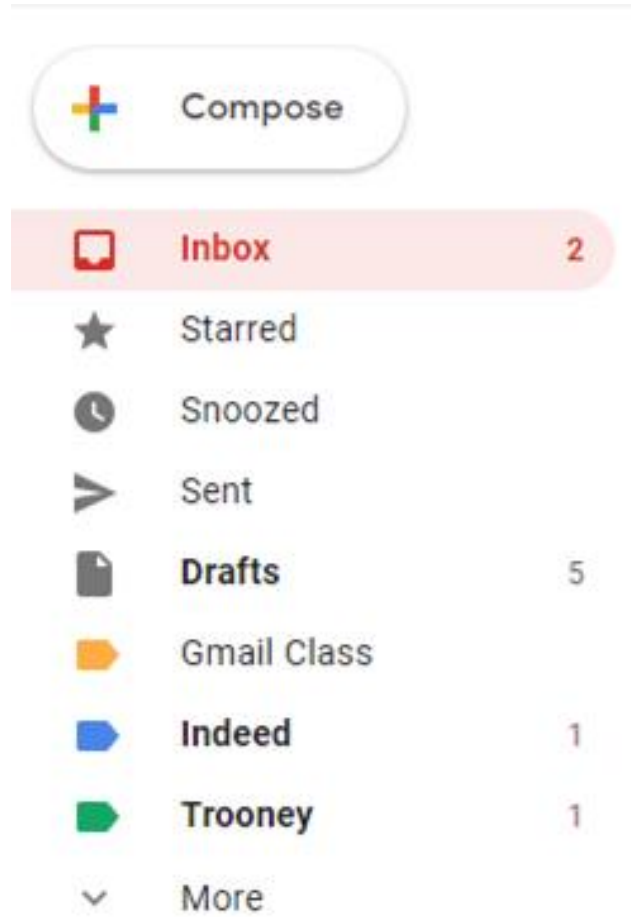 Compose
Inbox 2
Starred
Snoozed
Sent
Drafts 5
Gmail Class
Indeed 1
Trooney 1
More